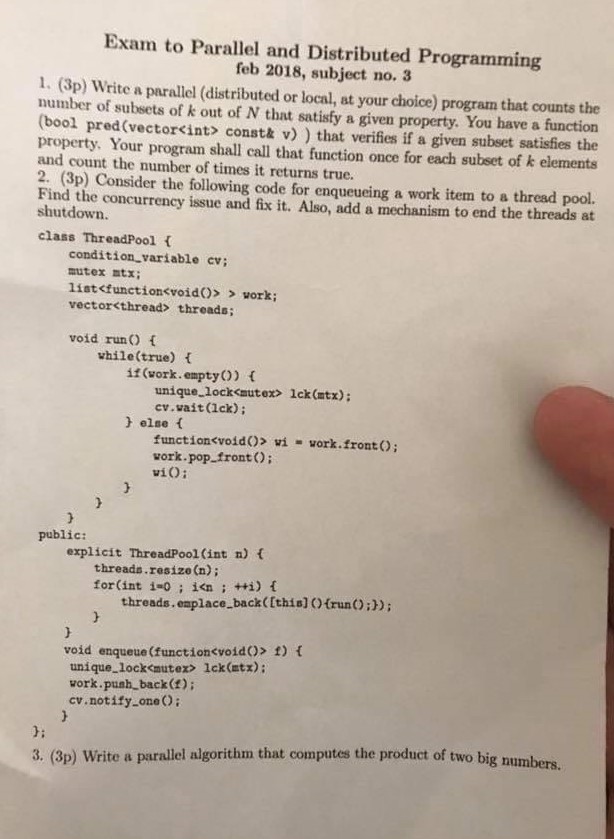 Exam to Parallel and Distributed Programming
feb 2018, subject no. 3
1. (3p) Write a parallel (distributed or local, at your choice) program that counts the
number of subsets of k out of N that satisfy a given property. You have a function
(bool pred(vector<int> const& v) ) that verifies if a given subset satisfies the
property. Your program shall call that function once for each subset of k elements
and count the number of times it returns true.
2. (3p) Consider the following code for enqueueing a work item to a thread pool.
Find the concurrency issue and fix it. Also, add a mechanism to end the threads at
shutdown.
class ThreadPool {
condition_variable cv;
mutex mtx;
list<function<void()> > work;
vector<thread> threads;
void run() {
while(true) {
if(work.empty()) {
unique_lock<mutex> lck(mtx);
cv.wait(lck);
} else {
function<void()> wi = work.front();
work.pop_front();
wi();
}
}
}
public:
explicit ThreadPool(int n) {
threads.resize(n);
for(int i=0 ; i<n ; ++i) {
threads.emplace_back([this](){run();});
}
}
void enqueue(function<void()> f) {
unique_lock<mutex> lck(mtx);
work.push_back(f);
cv.notify_one();
}
};
3. (3p) Write a parallel algorithm that computes the product of two big numbers.